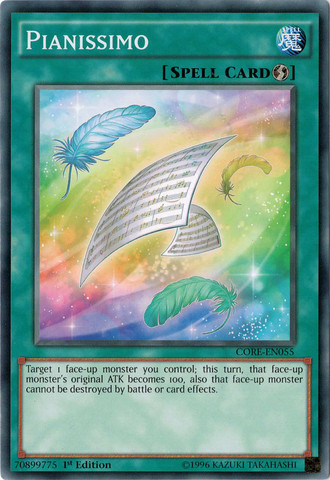 Pianissimo
SPELL
魔
[Spell Card]
CORE-EN055
Target 1 face-up monster you control; this turn, that face-up
monster's original ATK becomes 100, also that face-up monster
cannot be destroyed by battle or card effects.
70899775 1st Edition ©1996 KAZUKI TAKAHASHI